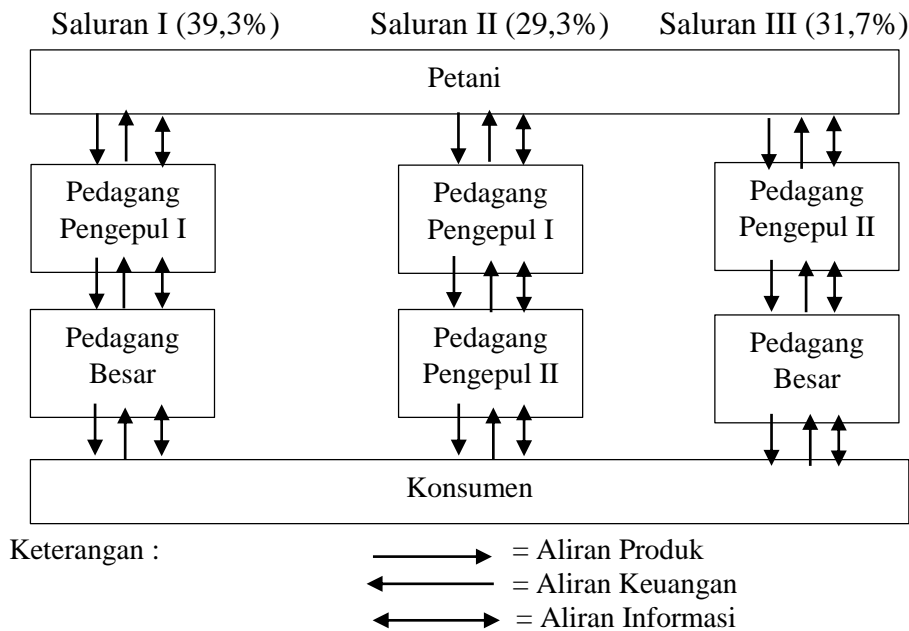 Saluran I (39,3%) Saluran II (29,3%) Saluran III (31,7%)
Petani
Pedagang
Pengepul I
Pedagang
Pengepul I
Pedagang
Pengepul II
Pedagang
Besar
Pedagang
Pengepul II
Pedagang
Besar
Konsumen
Keterangan :
= Aliran Produk
= Aliran Keuangan
= Aliran Informasi